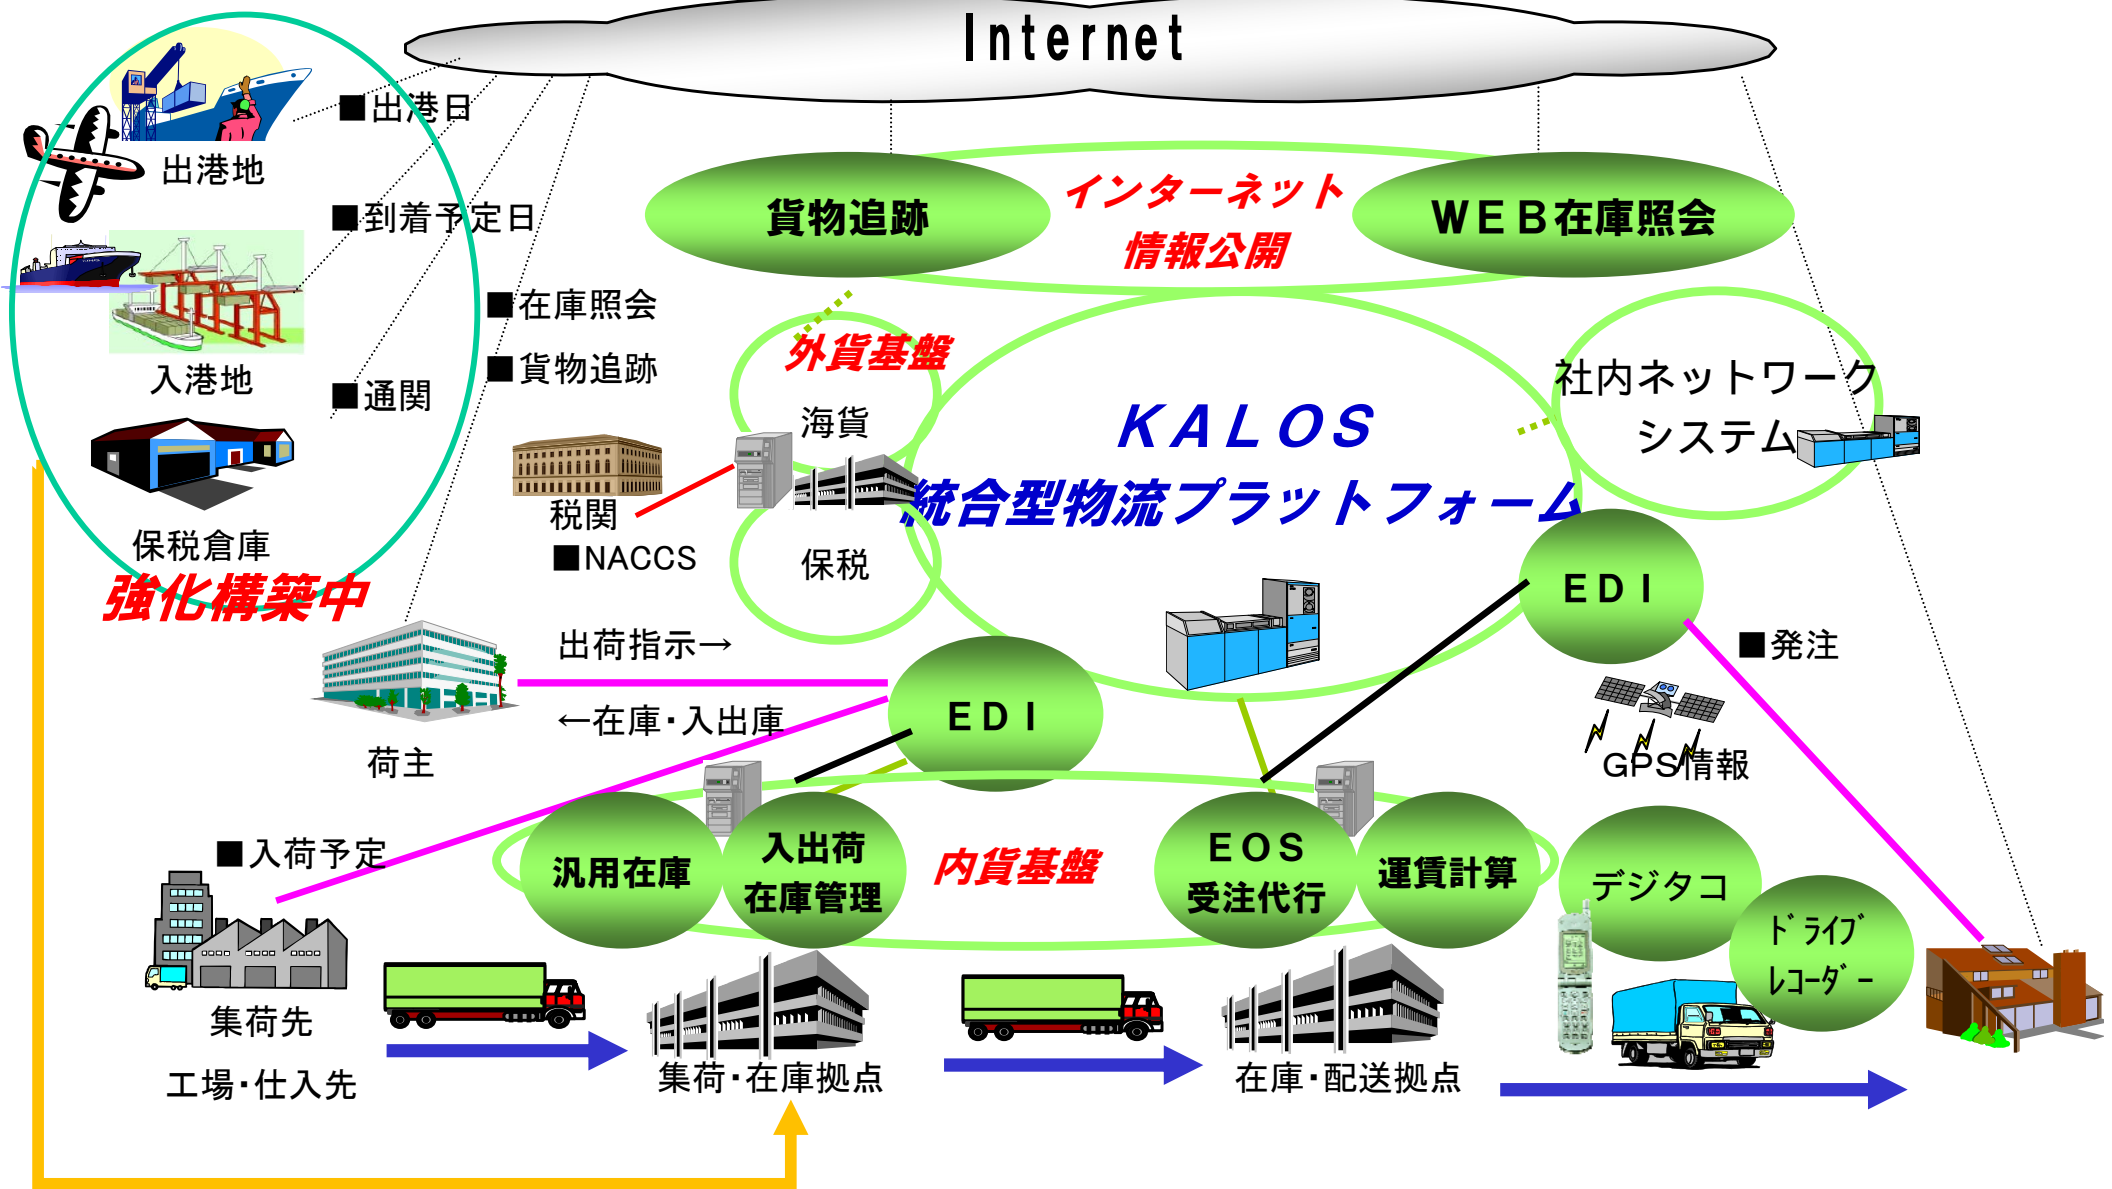 Internet
■出港日
出港地
■到着予定日
貨物追跡
インターネット
情報公開
ＷＥＢ在庫照会
■在庫照会
■貨物追跡
入港地
■通関
外貨基盤
海貨
社内ネットワーク
システム
ＫＡＬＯＳ
統合型物流プラットフォーム
税関
■NACCS
保税
保税倉庫
強化構築中
ＥＤＩ
出荷指示→
■発注
←在庫・入出庫
ＥＤＩ
荷主
GPS情報
■入荷予定
汎用在庫
入出荷
在庫管理
内貨基盤
ＥＯＳ
受注代行
運賃計算
デジタコ
ﾄﾞﾗｲﾌﾞ
ﾚｺｰﾀﾞｰ
集荷先
工場・仕入先
集荷・在庫拠点
在庫・配送拠点